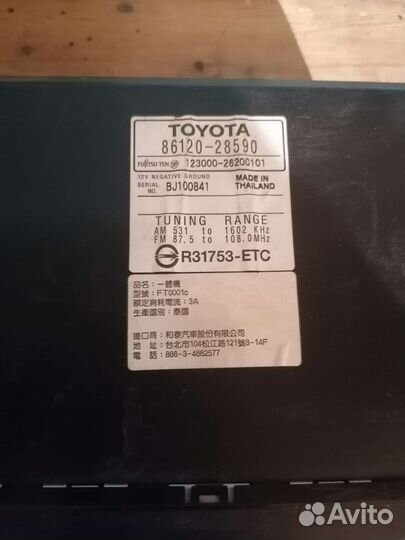 TOYOTA
86120-28590
FUJITSU TEN 123000-26200101
12V NEGATIVE GROUND
SERIAL NO. BJ100841 MADE IN THAILAND
TUNING RANGE
AM 531 to 1602 KHz
FM 87.5 to 108.0MHz
R31753-ETC
品名：一體機
型號：FT0001c
額定消耗電流：3A
生產國別：泰國
進口商：和泰汽車股份有限公司
地址：台北市104松江路121號8-14F
電話：886-3-4882577
Avito